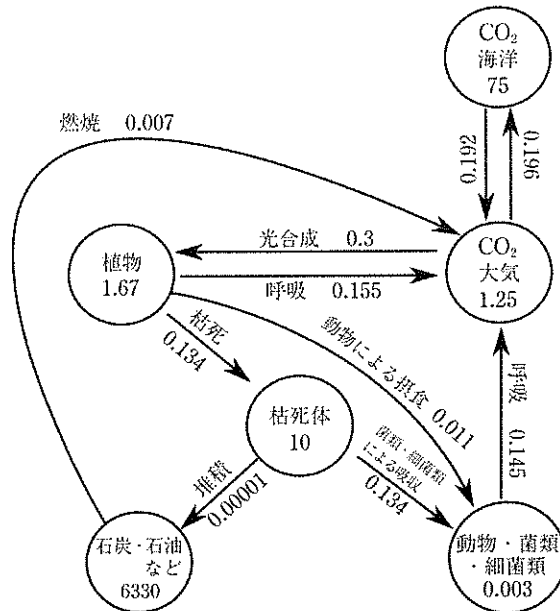 CO₂
海洋
75
燃焼 0.007
0.192
0.196
光合成 0.3
植物
1.67
CO₂
大気
1.25
呼吸 0.155
枯死
0.134
動物による摂食 0.011
呼吸 0.145
枯死体
10
菌類・細菌類
による吸収
0.134
堆積
0.00001
石炭・石油
など
6330
動物・菌類
・細菌類
0.003